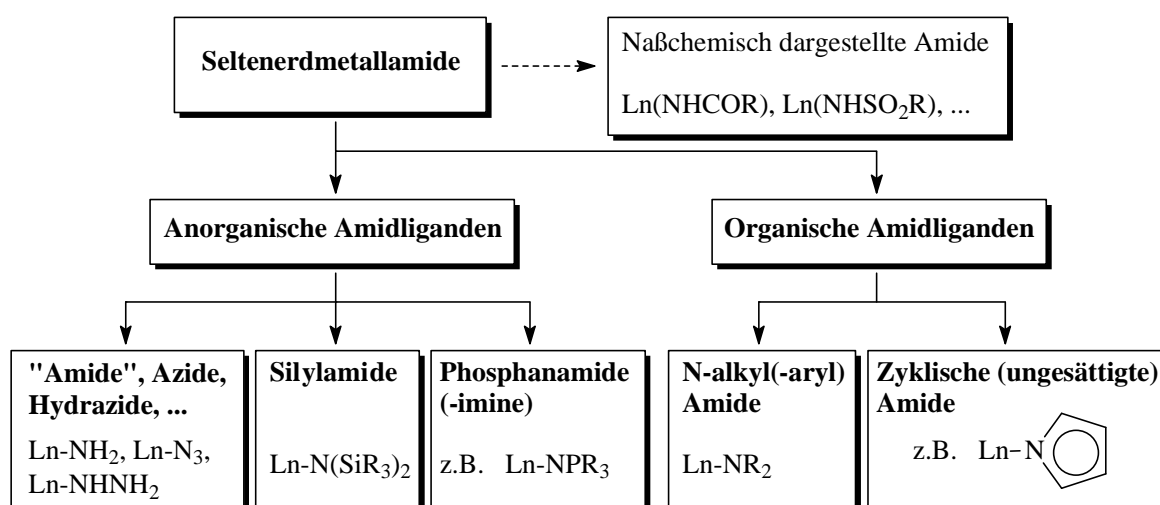 Seltenerdmetallamide
Naßchemisch dargestellte Amide
Ln(NHCOR), Ln(NHSO₂R), ...
Anorganische Amidliganden
Organische Amidliganden
"Amide", Azide,
Hydrazide, ...
Ln-NH₂, Ln-N₃,
Ln-NHNH₂
Silylamide
Ln-N(SiR₃)₂
Phosphanamide
(-imine)
z.B. Ln-NPR₃
N-alkyl(-aryl)
Amide
Ln-NR₂
Zyklische (ungesättigte)
Amide
z.B. Ln-N